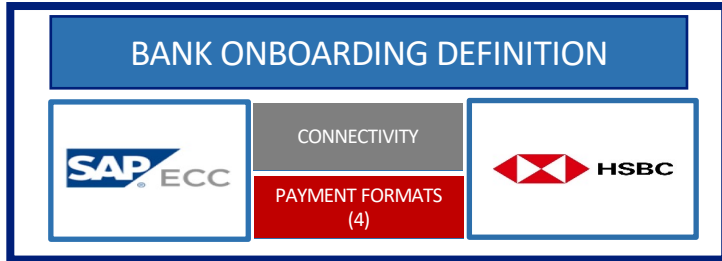 BANK ONBOARDING DEFINITION
SAP ECC
®
CONNECTIVITY
PAYMENT FORMATS
(4)
HSBC